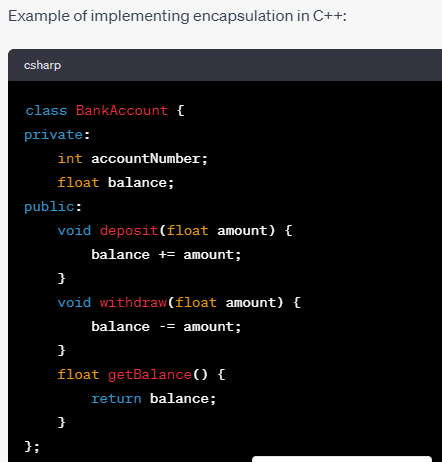 Example of implementing encapsulation in C++:
csharp
class BankAccount {
private:
    int accountNumber;
    float balance;
public:
    void deposit(float amount) {
        balance += amount;
    }
    void withdraw(float amount) {
        balance -= amount;
    }
    float getBalance() {
        return balance;
    }
};